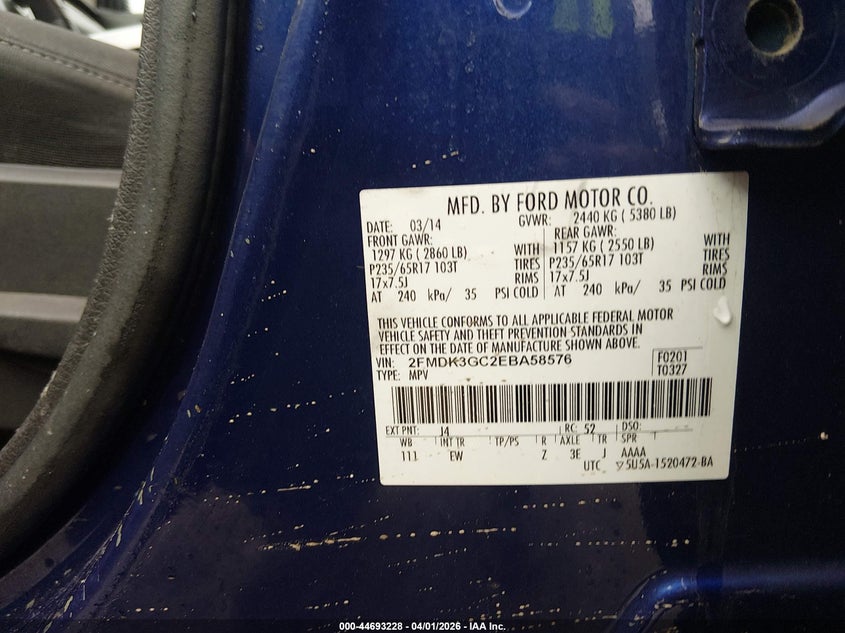 MFD. BY FORD MOTOR CO.
DATE: 03/14 GVWR: 2440 KG ( 5380 LB)
FRONT GAWR: REAR GAWR:
1297 KG ( 2860 LB) WITH 1157 KG ( 2550 LB) WITH
P235/65R17 103T TIRES P235/65R17 103T TIRES
17x7.5J RIMS 17x7.5J RIMS
AT 240 kPa/ 35 PSI COLD AT 240 kPa/ 35 PSI COLD
THIS VEHICLE CONFORMS TO ALL APPLICABLE FEDERAL MOTOR
VEHICLE SAFETY AND THEFT PREVENTION STANDARDS IN
EFFECT ON THE DATE OF MANUFACTURE SHOWN ABOVE.
VIN: 2FMDK3GC2EBA58576 F0201
TYPE: MPV T0327
EXT PNT: J4 RC: 52 DSO:
WB INT TR TP/PS R AXLE TR SPR
111 EW Z 3E J AAAA
UTC ▽5U5A-1520472-BA
000-44693228 - 04/01/2026 - IAA Inc.